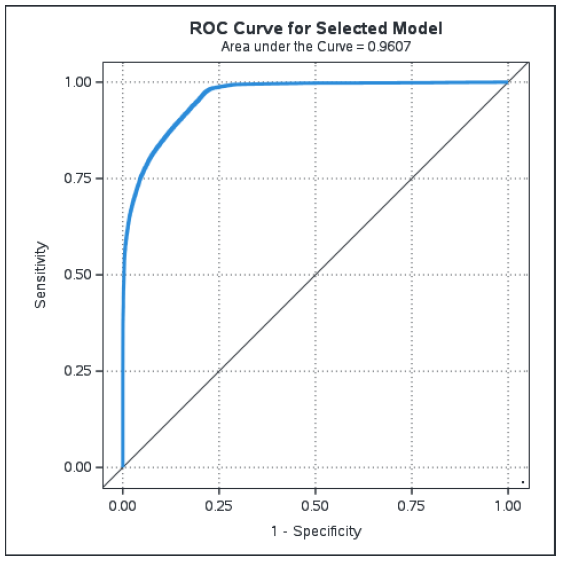 ROC Curve for Selected Model
Area under the Curve = 0.9607
1.00
0.75
0.50
0.25
0.00
Sensitivity
0.00 0.25 0.50 0.75 1.00
1 - Specificity